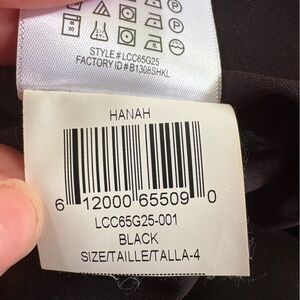 STYLE# LCC65G25
FACTORY ID# B1308SHKL
HANAH
6 12000 65509 0
LCC65G25-001
BLACK
SIZE/TAILLE/TALLA-4